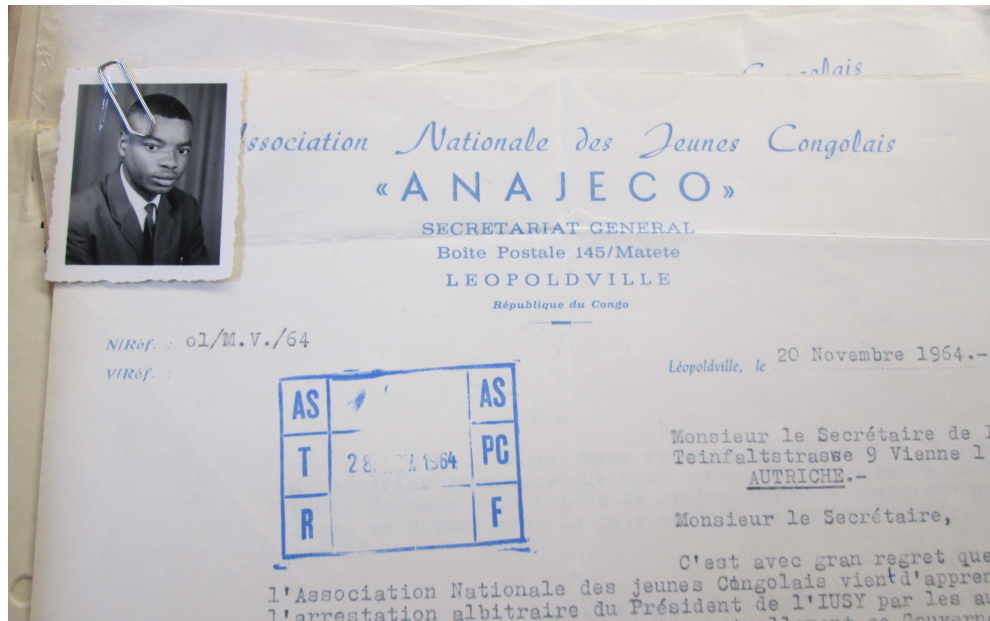 Association Nationale des Jeunes Congolais
«ANAJECO»
SECRETARIAT GENERAL
Boîte Postale 145/Matete
LEOPOLDVILLE
République du Congo
N/Réf. : ol/M.V./64
V/Réf. :
Léopoldville, le 20 Novembre 1964.-
AS AS
T 28 1964 PC
R F
Monsieur le Secrétaire de
Teinfaltstrasse 9 Vienne 1
AUTRICHE.-
Monsieur le Secrétaire,
C'est avec gran regret que
l'Association Nationale des jeunes Congolais vient d'appren
l'arrestation albitraire du Président de l'IUSY par les au